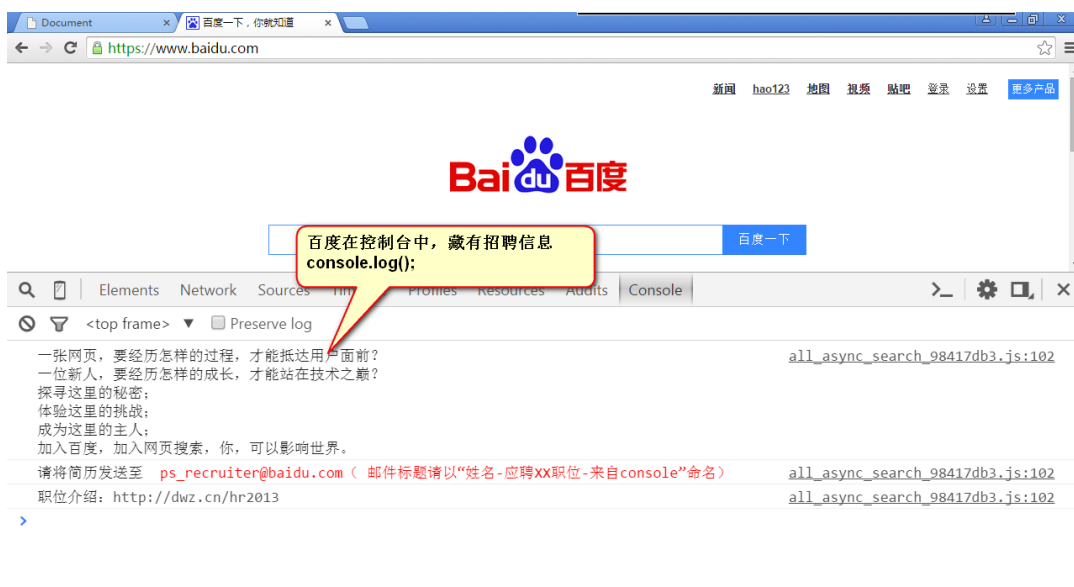 Document
百度一下，你就知道
https://www.baidu.com
新闻 hao123 地图 视频 贴吧 登录 设置 更多产品
Bai du 百度
百度一下
百度在控制台中，藏有招聘信息
console.log();
Elements Network Sources Profiles Resources Audits Console
<top frame> Preserve log
一张网页，要经历怎样的过程，才能抵达用户面前？ all_async_search_98417db3.js:102
一位新人，要经历怎样的成长，才能站在技术之巅？
探寻这里的秘密；
体验这里的挑战；
成为这里的主人；
加入百度，加入网页搜索，你，可以影响世界。
请将简历发送至 ps_recruiter@baidu.com（ 邮件标题请以“姓名-应聘XX职位-来自console”命名） all_async_search_98417db3.js:102
职位介绍：http://dwz.cn/hr2013 all_async_search_98417db3.js:102